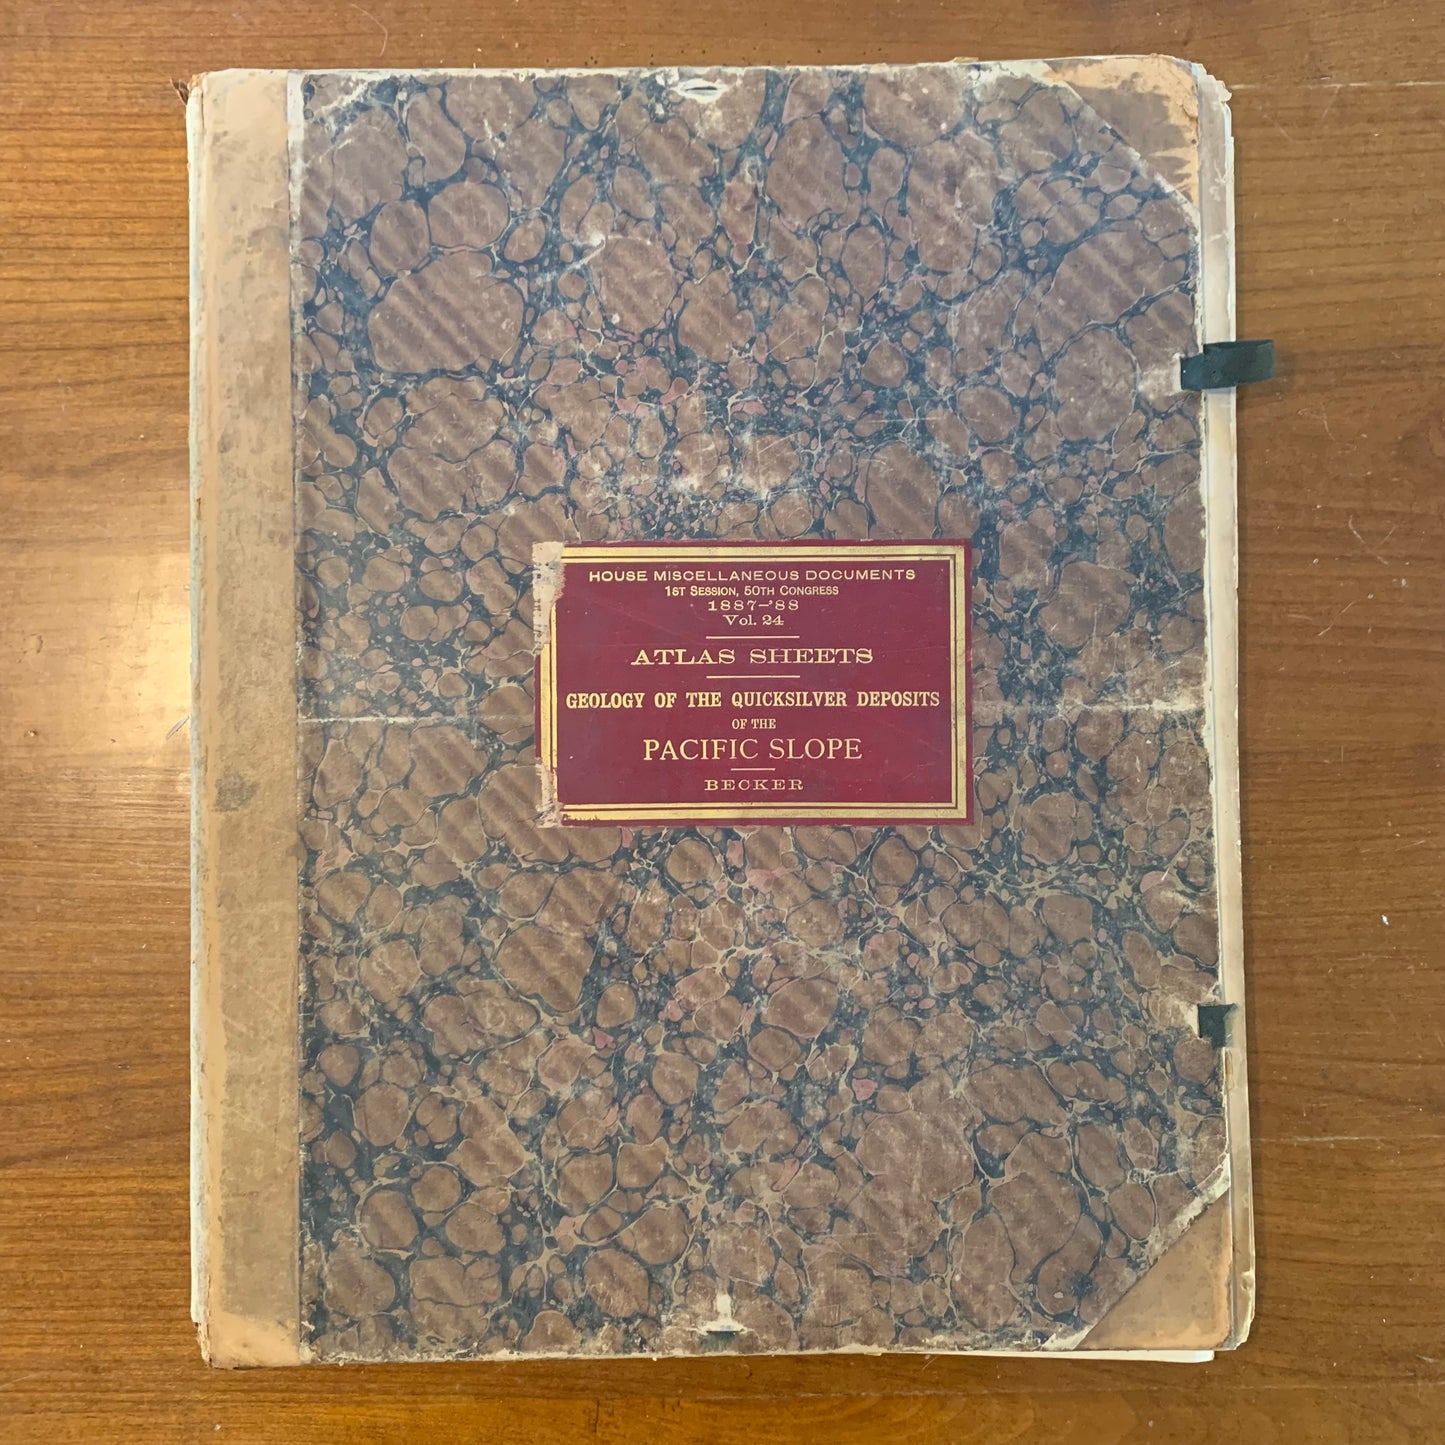 HOUSE MISCELLANEOUS DOCUMENTS
1ST SESSION, 50TH CONGRESS
1887–'88
Vol. 24
ATLAS SHEETS
GEOLOGY OF THE QUICKSILVER DEPOSITS
OF THE
PACIFIC SLOPE
BECKER